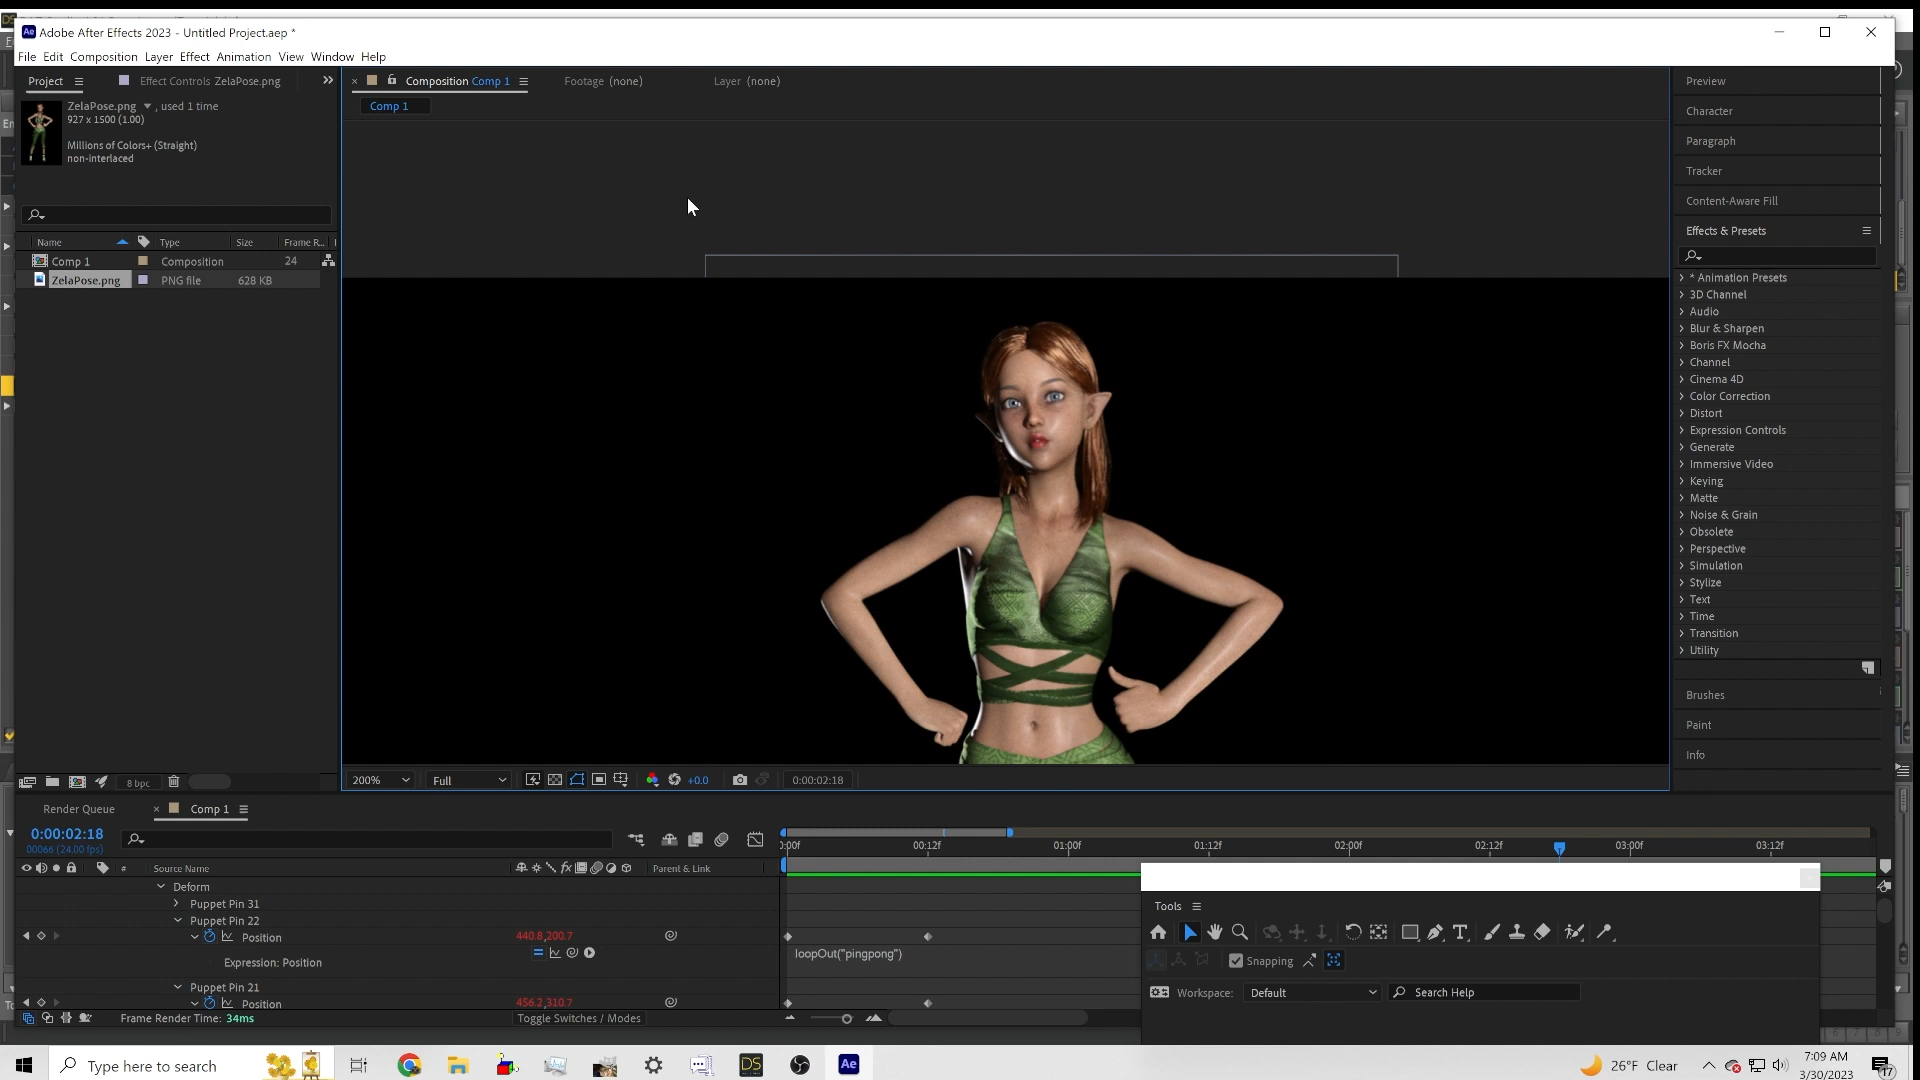 Adobe After Effects 2023 - Untitled Project.aep *
File Edit Composition Layer Effect Animation View Window Help
Project
Effect Controls ZelaPose.png
Composition Comp 1
Footage (none)
Layer (none)
Comp 1
ZelaPose.png , used 1 time
927 x 1500 (1.00)
Millions of Colors+ (Straight)
non-interlaced
Name Type Size Frame R...
Comp 1 Composition 24
ZelaPose.png PNG file 628 KB
Preview
Character
Paragraph
Tracker
Content-Aware Fill
Effects & Presets
* Animation Presets
3D Channel
Audio
Blur & Sharpen
Boris FX Mocha
Channel
Cinema 4D
Color Correction
Distort
Expression Controls
Generate
Immersive Video
Keying
Matte
Noise & Grain
Obsolete
Perspective
Simulation
Stylize
Text
Time
Transition
Utility
Brushes
Paint
Info
8 bpc
200% Full +0.0 0:00:02:18
Render Queue
Comp 1
0:00:02:18
00066 (24.00 fps)
0:00f 00:12f 01:00f 01:12f 02:00f 02:12f 03:00f 03:12f
# Source Name fx Parent & Link
Deform
Puppet Pin 31
Puppet Pin 22
Position 440.8,200.7
Expression: Position loopOut("pingpong")
Puppet Pin 21
Position 456.2,310.7
Frame Render Time: 34ms
Toggle Switches / Modes
Tools
Snapping
Workspace: Default Search Help
Type here to search
DS
Ae
26°F Clear
7:09 AM
3/30/2023
17